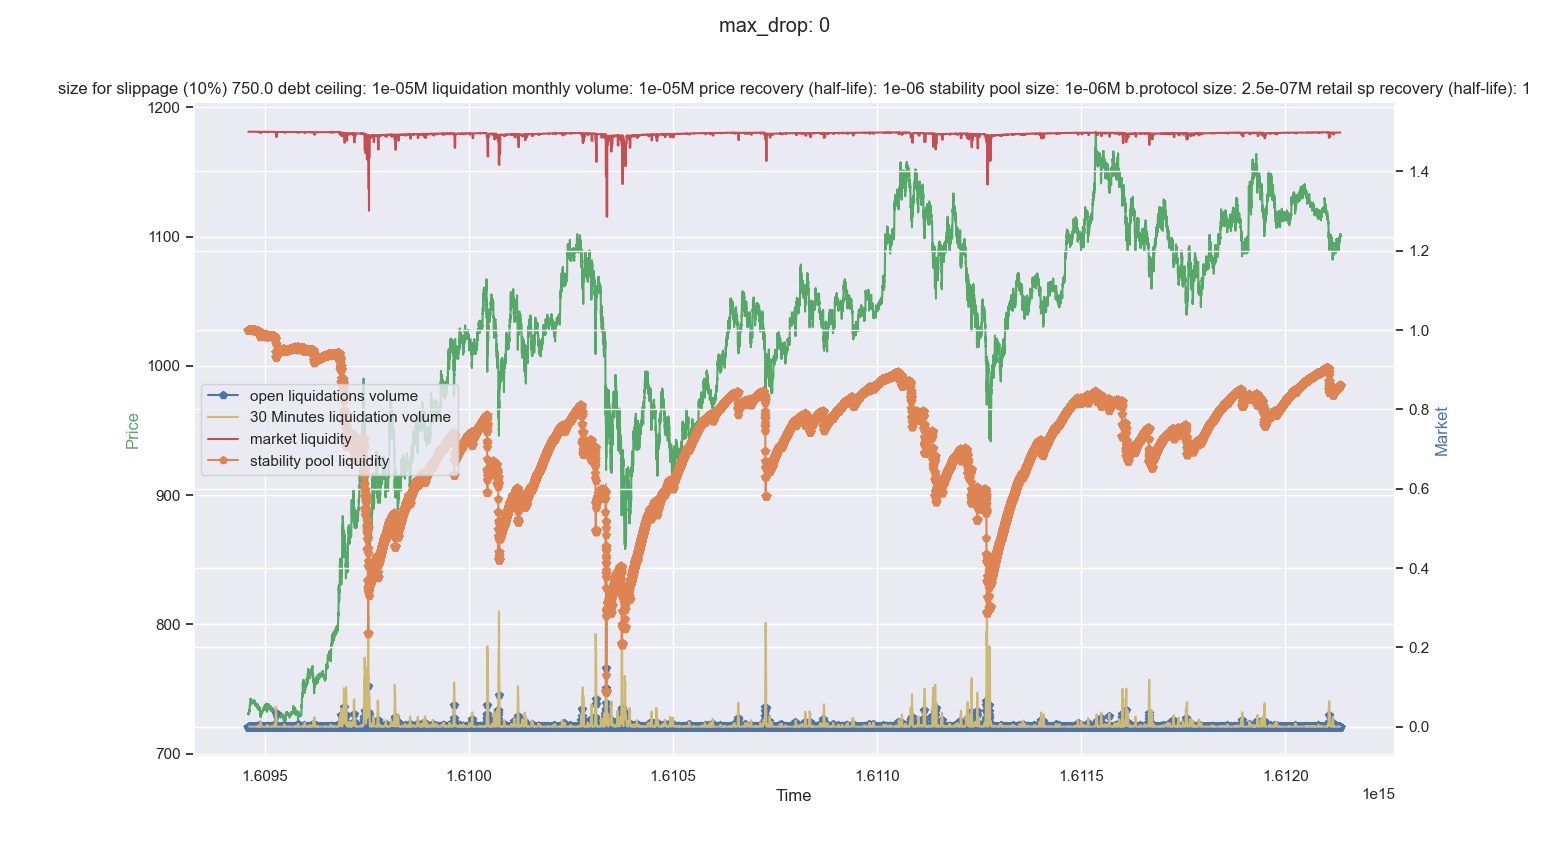 max_drop: 0
size for slippage (10%) 750.0 debt ceiling: 1e-05M liquidation monthly volume: 1e-05M price recovery (half-life): 1e-06 stability pool size: 1e-06M b.protocol size: 2.5e-07M retail sp recovery (half-life): 1
1200
1100
1000
900
800
700
Price
open liquidations volume
30 Minutes liquidation volume
market liquidity
stability pool liquidity
1.4
1.2
1.0
0.8
0.6
0.4
0.2
0.0
Market
1.6095 1.6100 1.6105 1.6110 1.6115 1.6120
1e15
Time